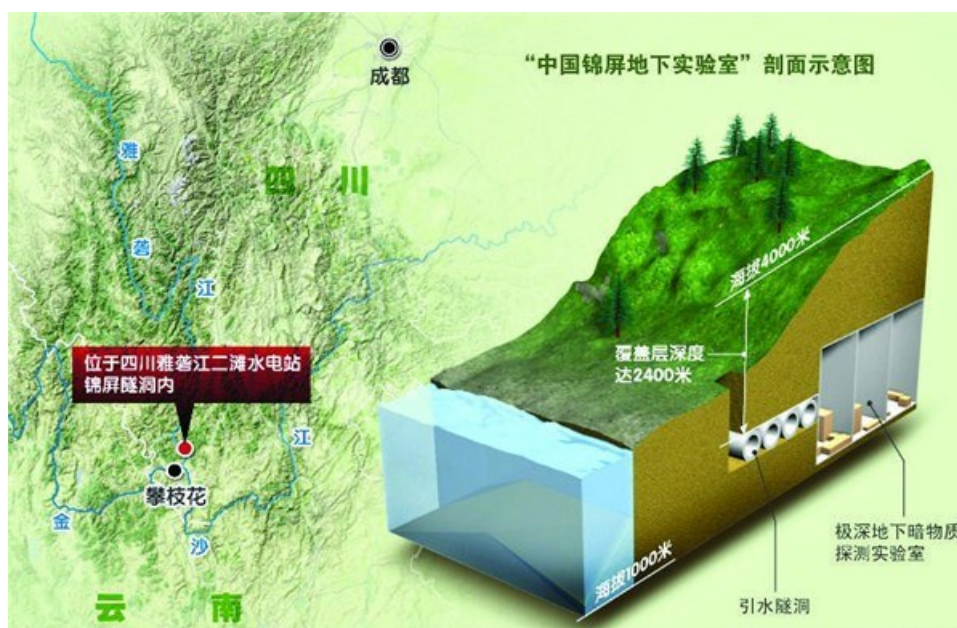 “中国锦屏地下实验室”剖面示意图
成都
四川
雅
砻
江
位于四川雅砻江二滩水电站
锦屏隧洞内
攀枝花
金
沙
江
云南
海拔4000米
覆盖层深度
达2400米
海拔1000米
引水隧洞
极深地下暗物质
探测实验室